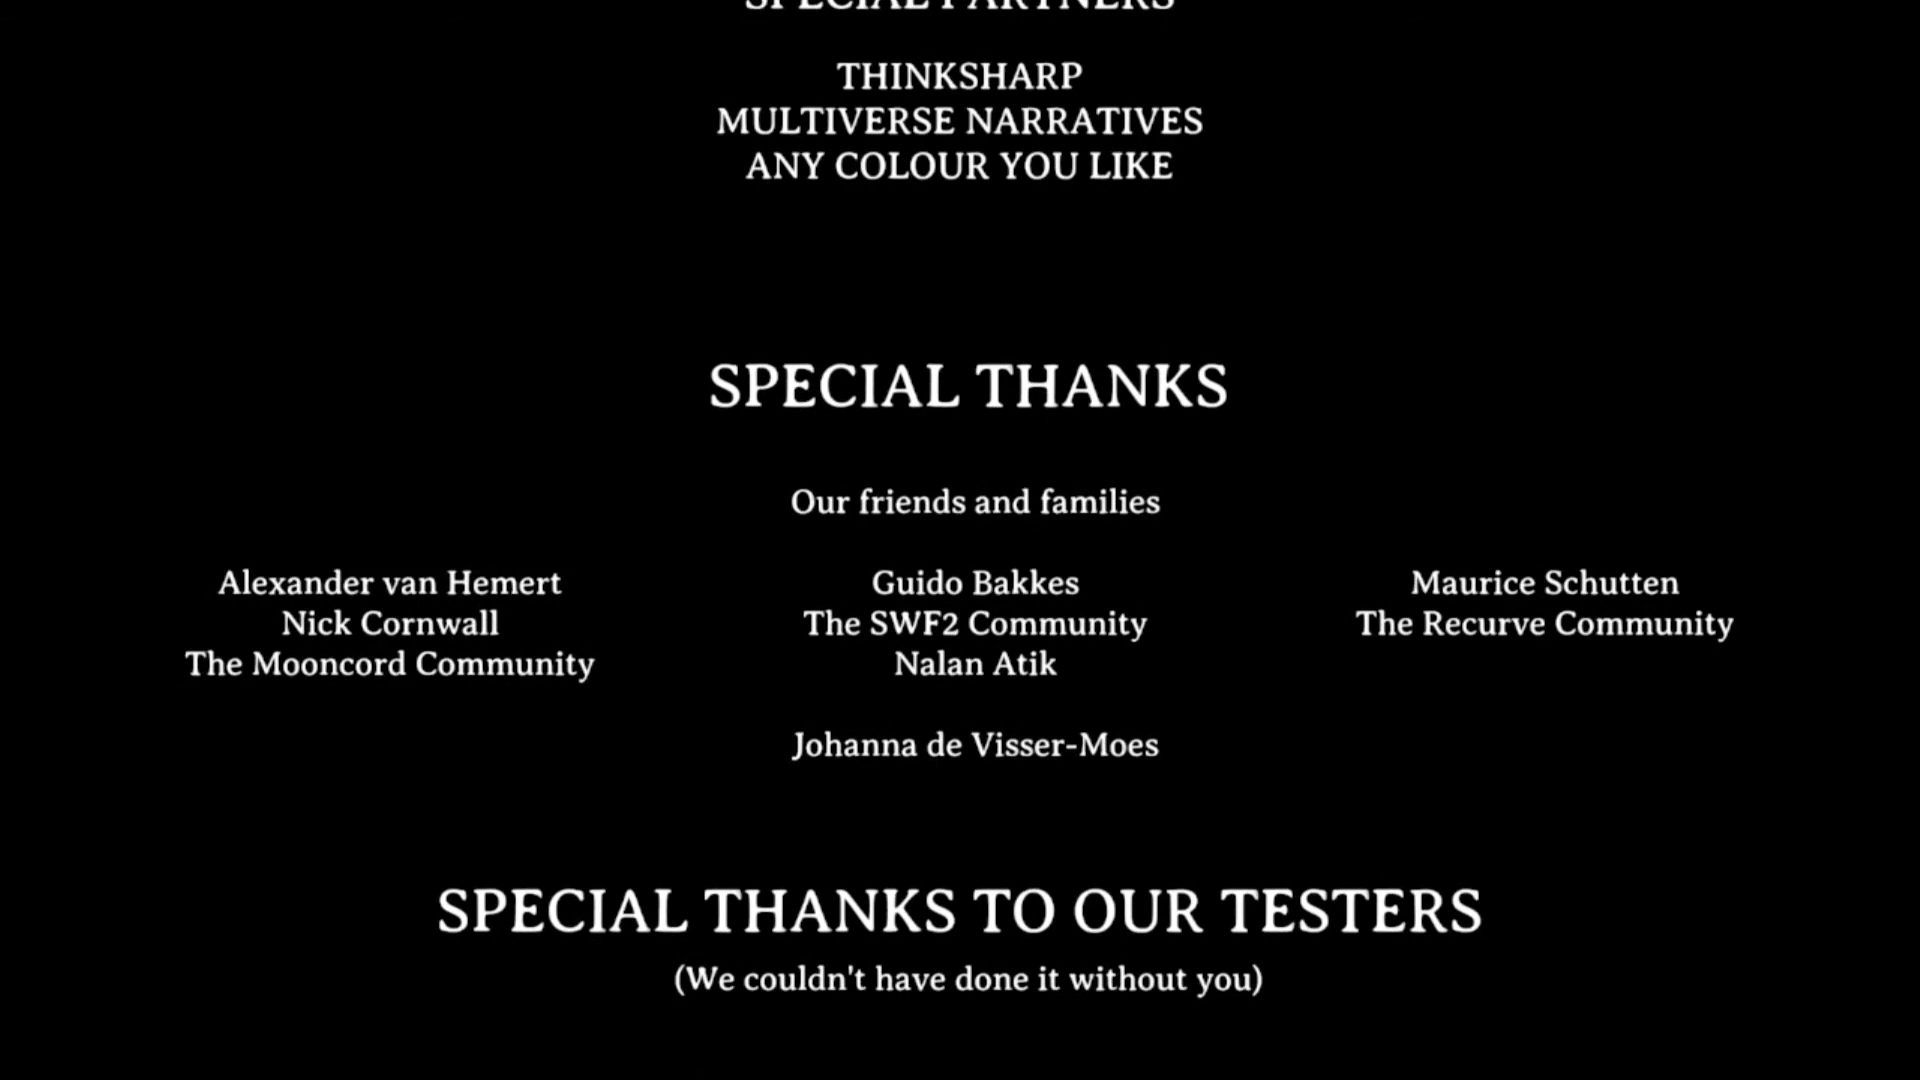 SPECIAL PARTNERS
THINKSHARP
MULTIVERSE NARRATIVES
ANY COLOUR YOU LIKE
SPECIAL THANKS
Our friends and families
Alexander van Hemert
Nick Cornwall
The Mooncord Community
Guido Bakkes
The SWF2 Community
Nalan Atik
Maurice Schutten
The Recurve Community
Johanna de Visser-Moes
SPECIAL THANKS TO OUR TESTERS
(We couldn't have done it without you)